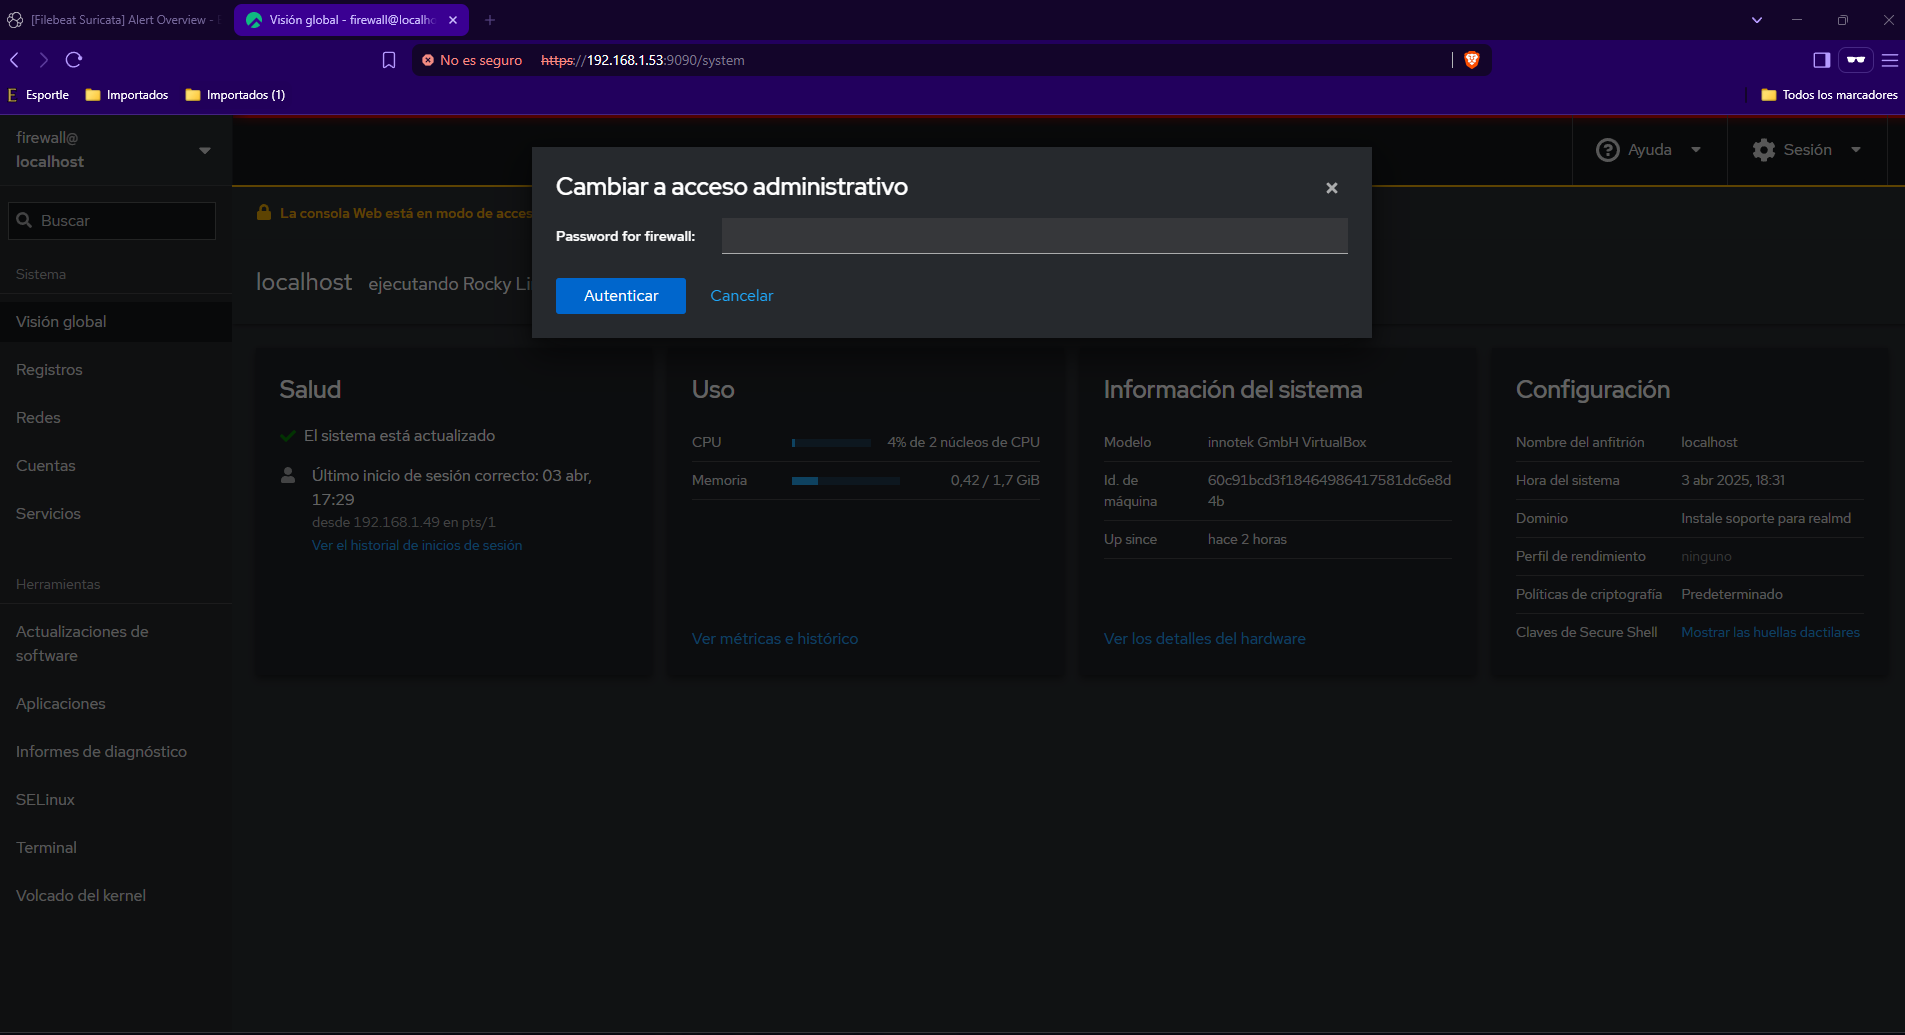 [Filebeat Suricata] Alert Overview - E
Visión global - firewall@localho
No es seguro https://192.168.1.53:9090/system
Esportle Importados Importados (1) Todos los marcadores
firewall@
localhost
Ayuda Sesión
Buscar
Sistema
Visión global
Registros
Redes
Cuentas
Servicios
Herramientas
Actualizaciones de
software
Aplicaciones
Informes de diagnóstico
SELinux
Terminal
Volcado del kernel
La consola Web está en modo de acces
localhost ejecutando Rocky Li
Cambiar a acceso administrativo
Password for firewall:
Autenticar Cancelar
Salud
El sistema está actualizado
Último inicio de sesión correcto: 03 abr,
17:29
desde 192.168.1.49 en pts/1
Ver el historial de inicios de sesión
Uso
CPU 4% de 2 núcleos de CPU
Memoria 0,42 / 1,7 GiB
Ver métricas e histórico
Información del sistema
Modelo innotek GmbH VirtualBox
Id. de
máquina
60c91bcd3f18464986417581dc6e8d
4b
Up since hace 2 horas
Ver los detalles del hardware
Configuración
Nombre del anfitrión localhost
Hora del sistema 3 abr 2025, 18:31
Dominio Instale soporte para realmd
Perfil de rendimiento ninguno
Políticas de criptografía Predeterminado
Claves de Secure Shell Mostrar las huellas dactilares